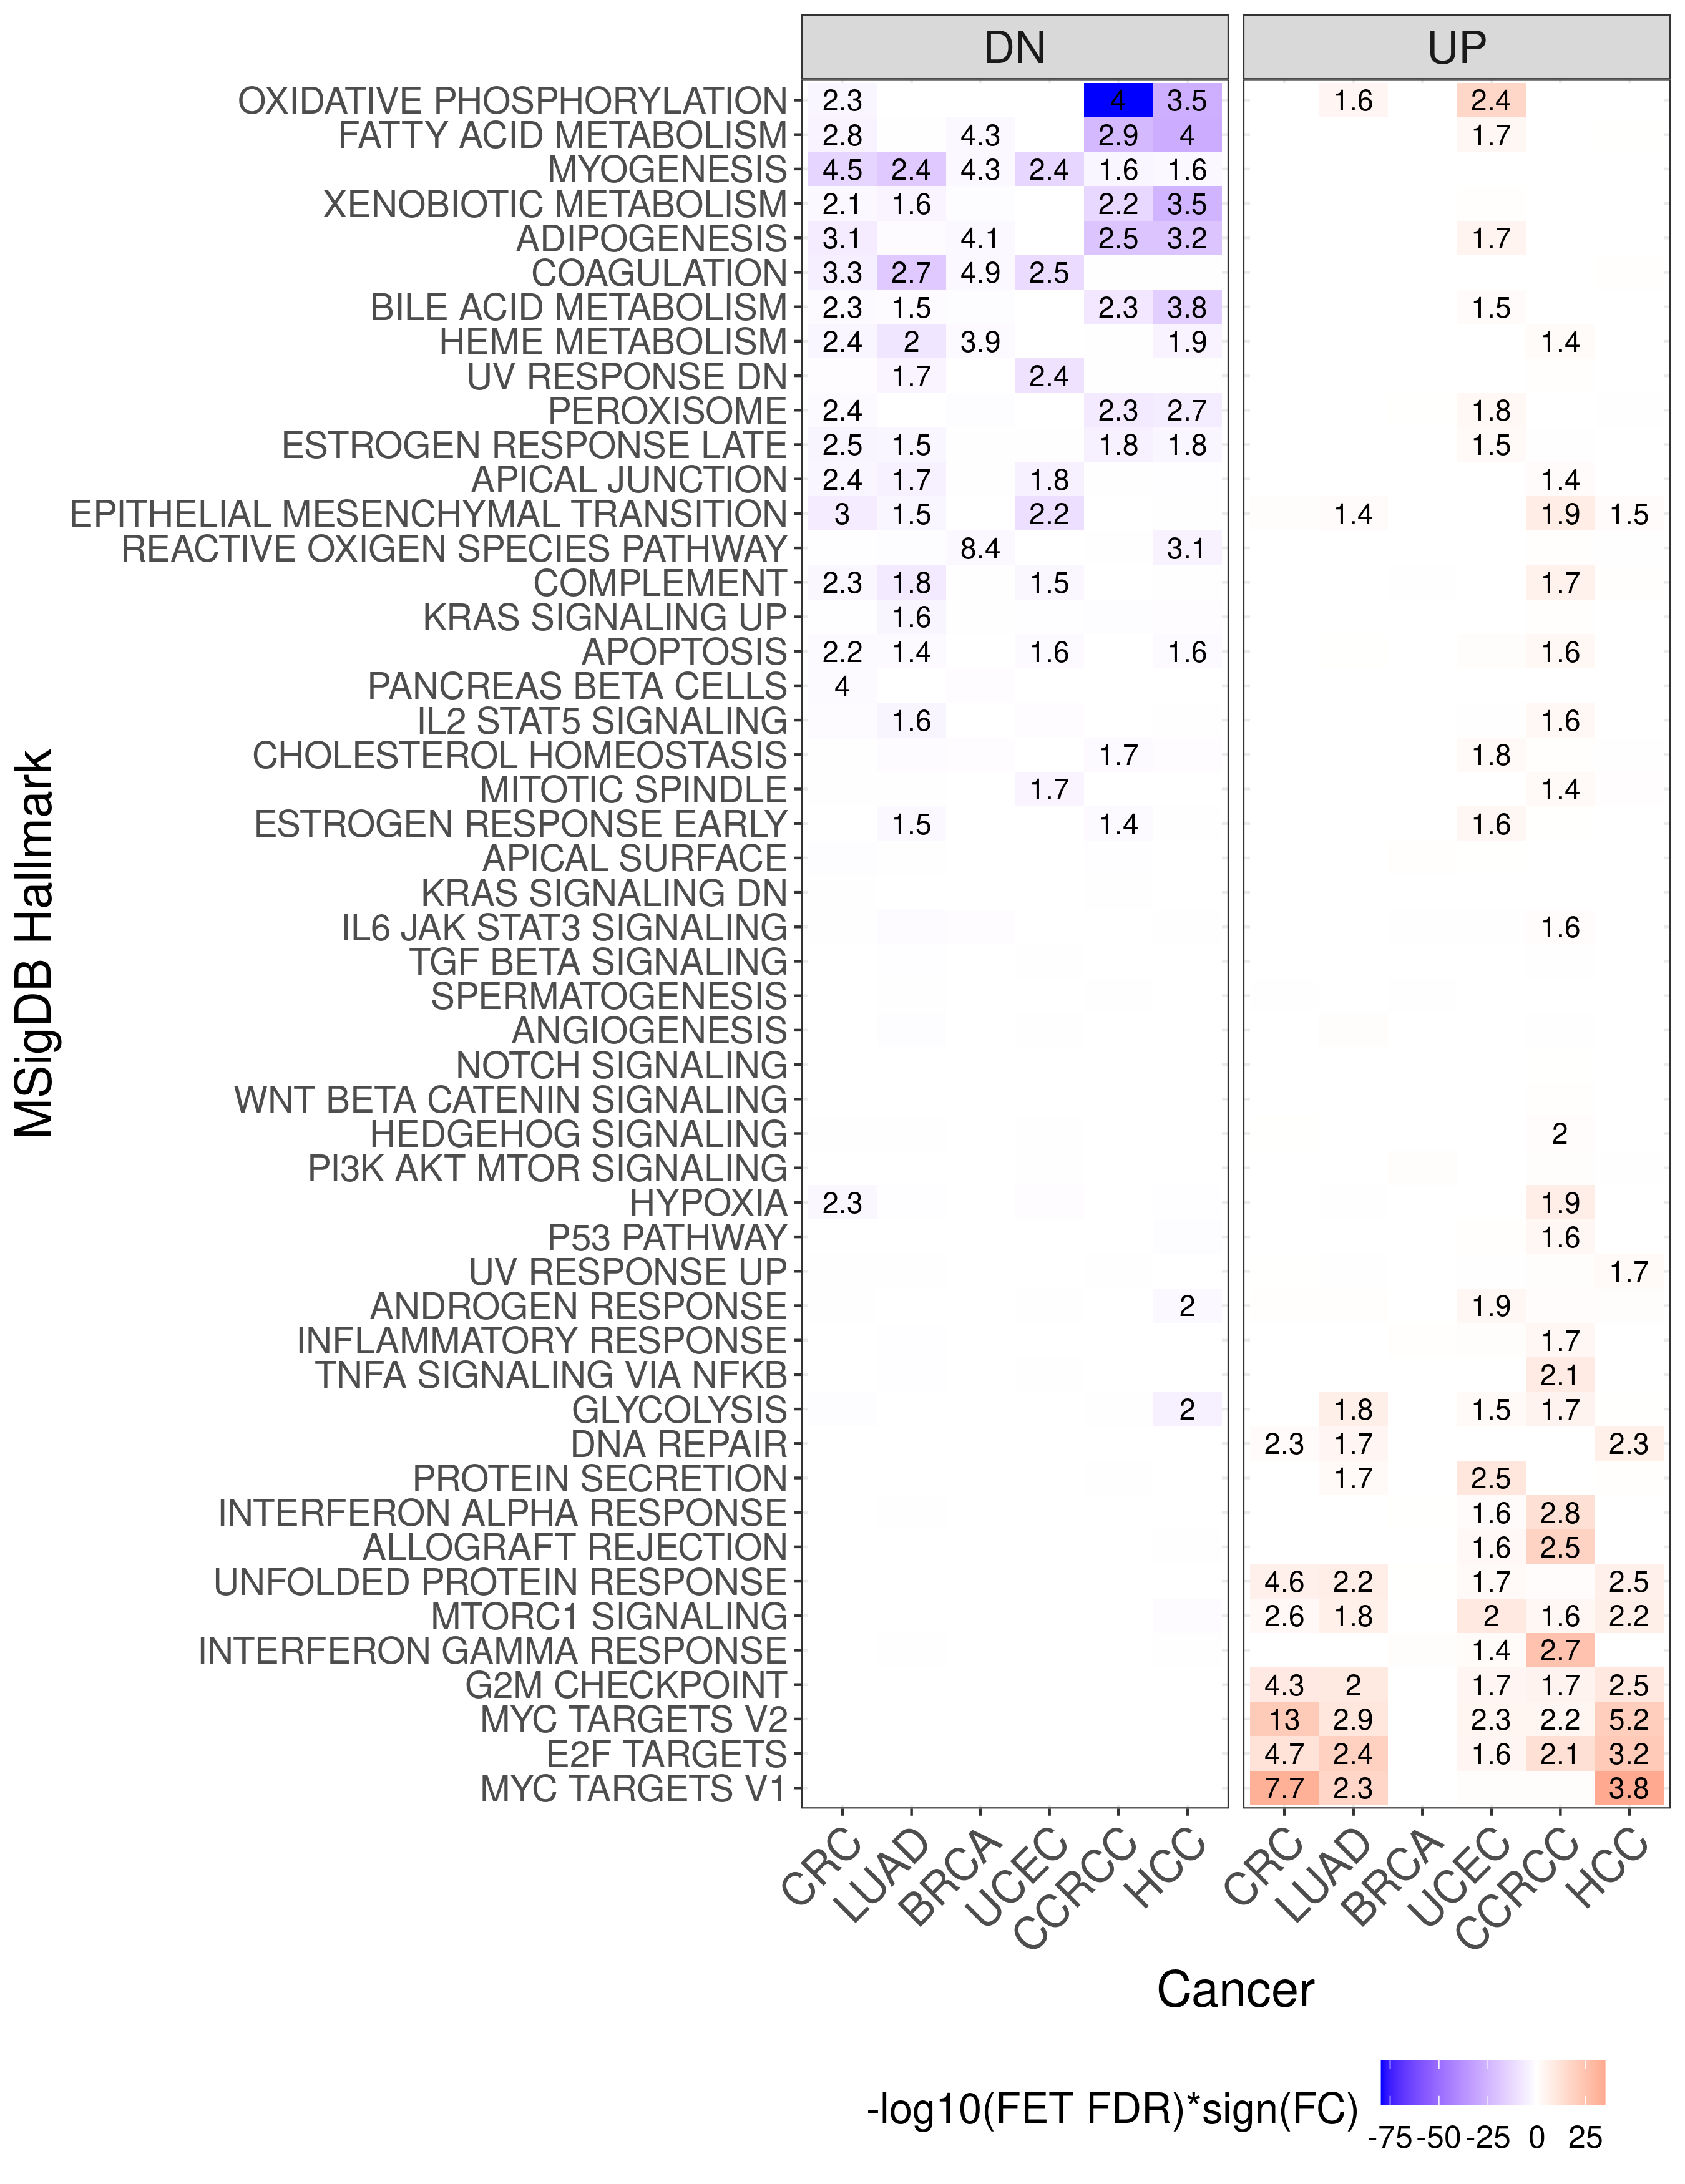 DN UP
OXIDATIVE PHOSPHORYLATION 2.3 4 3.5 1.6 2.4
FATTY ACID METABOLISM 2.8 4.3 2.9 4 1.7
MYOGENESIS 4.5 2.4 4.3 2.4 1.6 1.6
XENOBIOTIC METABOLISM 2.1 1.6 2.2 3.5
ADIPOGENESIS 3.1 4.1 2.5 3.2 1.7
COAGULATION 3.3 2.7 4.9 2.5
BILE ACID METABOLISM 2.3 1.5 2.3 3.8 1.5
HEME METABOLISM 2.4 2 3.9 1.9 1.4
UV RESPONSE DN 1.7 2.4
PEROXISOME 2.4 2.3 2.7 1.8
ESTROGEN RESPONSE LATE 2.5 1.5 1.8 1.8 1.5
APICAL JUNCTION 2.4 1.7 1.8 1.4
EPITHELIAL MESENCHYMAL TRANSITION 3 1.5 2.2 1.4 1.9 1.5
REACTIVE OXIGEN SPECIES PATHWAY 8.4 3.1
COMPLEMENT 2.3 1.8 1.5 1.7
KRAS SIGNALING UP 1.6
APOPTOSIS 2.2 1.4 1.6 1.6 1.6
PANCREAS BETA CELLS 4
IL2 STAT5 SIGNALING 1.6 1.6
CHOLESTEROL HOMEOSTASIS 1.7 1.8
MITOTIC SPINDLE 1.7 1.4
ESTROGEN RESPONSE EARLY 1.5 1.4 1.6
APICAL SURFACE
KRAS SIGNALING DN
IL6 JAK STAT3 SIGNALING 1.6
TGF BETA SIGNALING
SPERMATOGENESIS
ANGIOGENESIS
NOTCH SIGNALING
WNT BETA CATENIN SIGNALING
HEDGEHOG SIGNALING 2
PI3K AKT MTOR SIGNALING
HYPOXIA 2.3 1.9
P53 PATHWAY 1.6
UV RESPONSE UP 1.7
ANDROGEN RESPONSE 2 1.9
INFLAMMATORY RESPONSE 1.7
TNFA SIGNALING VIA NFKB 2.1
GLYCOLYSIS 2 1.8 1.5 1.7
DNA REPAIR 2.3 1.7 2.3
PROTEIN SECRETION 1.7 2.5
INTERFERON ALPHA RESPONSE 1.6 2.8
ALLOGRAFT REJECTION 1.6 2.5
UNFOLDED PROTEIN RESPONSE 4.6 2.2 1.7 2.5
MTORC1 SIGNALING 2.6 1.8 2 1.6 2.2
INTERFERON GAMMA RESPONSE 1.4 2.7
G2M CHECKPOINT 4.3 2 1.7 1.7 2.5
MYC TARGETS V2 13 2.9 2.3 2.2 5.2
E2F TARGETS 4.7 2.4 1.6 2.1 3.2
MYC TARGETS V1 7.7 2.3 3.8
MSigDB Hallmark
CRC LUAD BRCA UCEC CCRCC HCC CRC LUAD BRCA UCEC CCRCC HCC
Cancer
-log10(FET FDR)*sign(FC)
-75 -50 -25 0 25